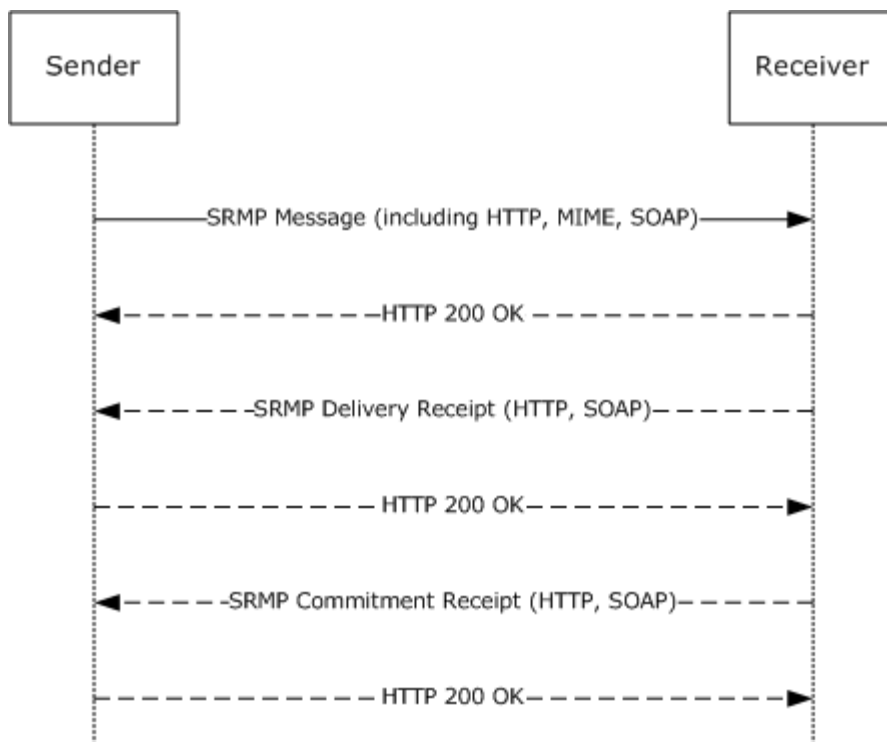 Sender
Receiver
SRMP Message (including HTTP, MIME, SOAP)
HTTP 200 OK
SRMP Delivery Receipt (HTTP, SOAP)
HTTP 200 OK
SRMP Commitment Receipt (HTTP, SOAP)
HTTP 200 OK